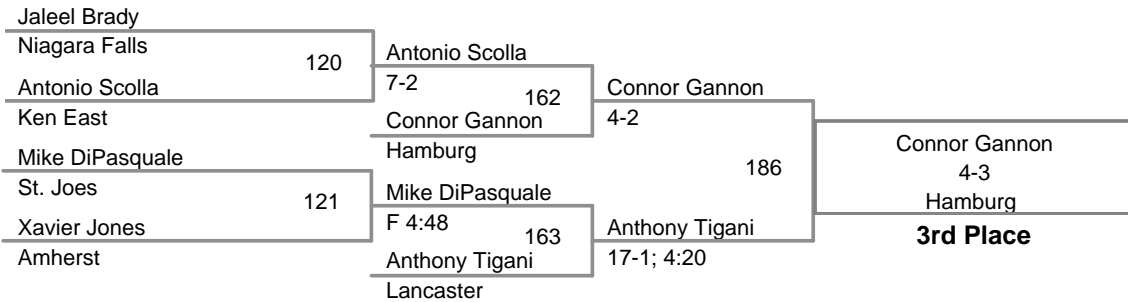 Jaleel Brady
Niagara Falls
120
Antonio Scolla
Ken East
Antonio Scolla
7-2
162
Connor Gannon
Hamburg
Mike DiPasquale
St. Joes
121
Xavier Jones
Amherst
Mike DiPasquale
F 4:48
163
Anthony Tigani
Lancaster
Connor Gannon
4-2
186
Anthony Tigani
17-1; 4:20
Connor Gannon
4-3
Hamburg
3rd Place